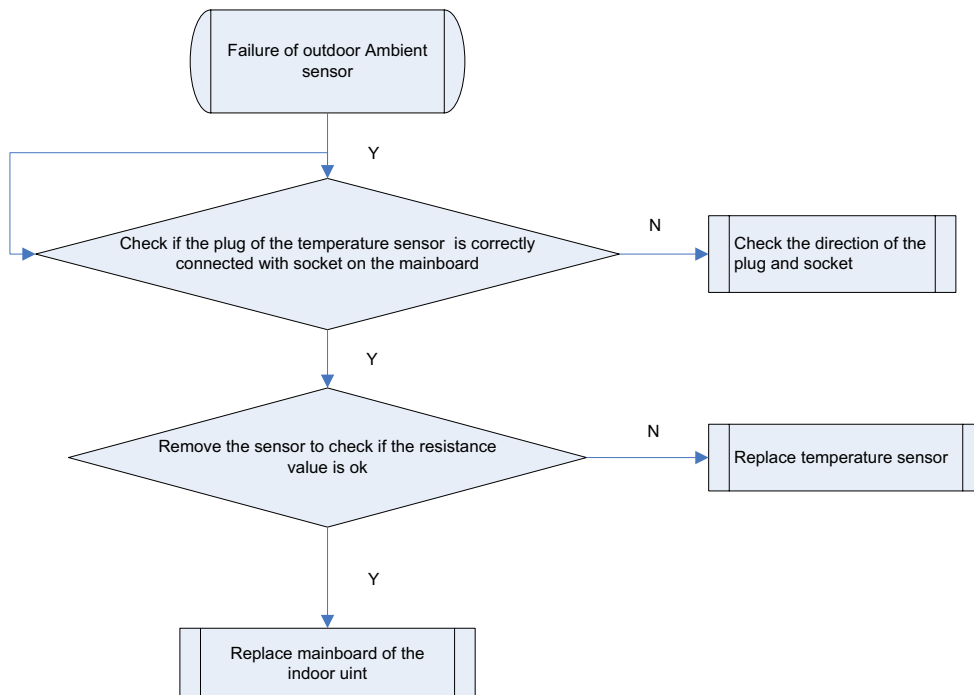 Failure of outdoor Ambient
sensor
Y
Check if the plug of the temperature sensor is correctly
connected with socket on the mainboard
N
Check the direction of the
plug and socket
Y
Remove the sensor to check if the resistance
value is ok
N
Replace temperature sensor
Y
Replace mainboard of the
indoor uint